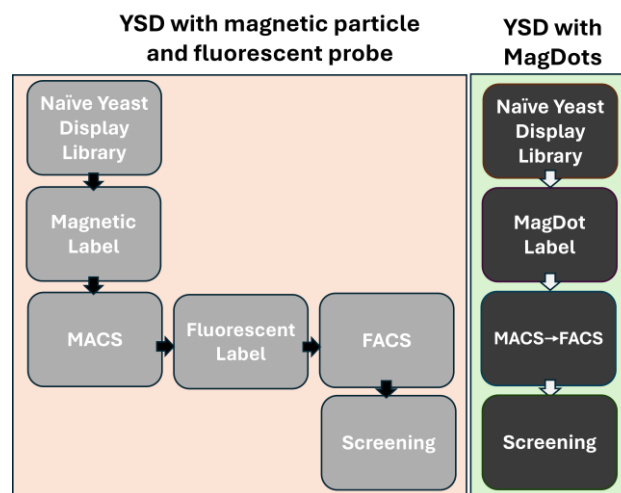 YSD with magnetic particle
and fluorescent probe
Naïve Yeast
Display
Library
Magnetic
Label
MACS
Fluorescent
Label
FACS
Screening
YSD with
MagDots
Naïve Yeast
Display
Library
MagDot
Label
MACS→FACS
Screening